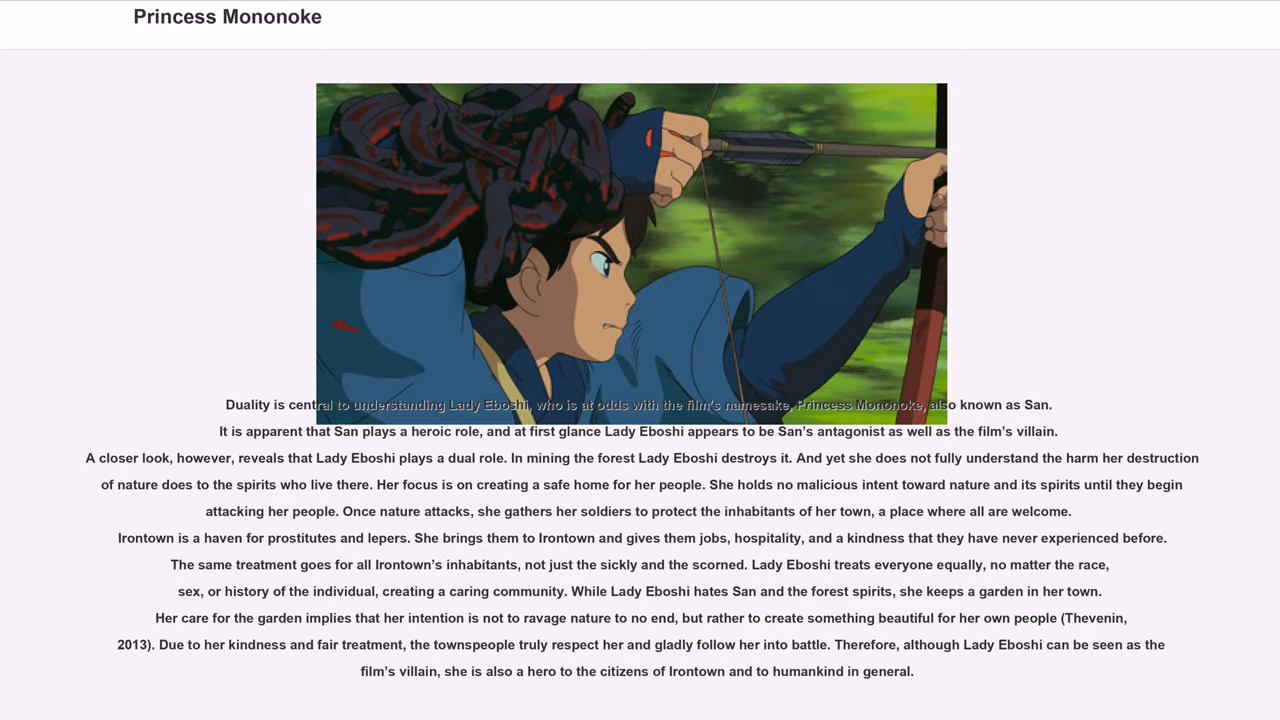 Princess Mononoke
Duality is central to understanding Lady Eboshi, who is at odds with the film's namesake, Princess Mononoke, also known as San.
It is apparent that San plays a heroic role, and at first glance Lady Eboshi appears to be San’s antagonist as well as the film’s villain.
A closer look, however, reveals that Lady Eboshi plays a dual role. In mining the forest Lady Eboshi destroys it. And yet she does not fully understand the harm her destruction
of nature does to the spirits who live there. Her focus is on creating a safe home for her people. She holds no malicious intent toward nature and its spirits until they begin
attacking her people. Once nature attacks, she gathers her soldiers to protect the inhabitants of her town, a place where all are welcome.
Irontown is a haven for prostitutes and lepers. She brings them to Irontown and gives them jobs, hospitality, and a kindness that they have never experienced before.
The same treatment goes for all Irontown’s inhabitants, not just the sickly and the scorned. Lady Eboshi treats everyone equally, no matter the race,
sex, or history of the individual, creating a caring community. While Lady Eboshi hates San and the forest spirits, she keeps a garden in her town.
Her care for the garden implies that her intention is not to ravage nature to no end, but rather to create something beautiful for her own people (Thevenin,
2013). Due to her kindness and fair treatment, the townspeople truly respect her and gladly follow her into battle. Therefore, although Lady Eboshi can be seen as the
film’s villain, she is also a hero to the citizens of Irontown and to humankind in general.